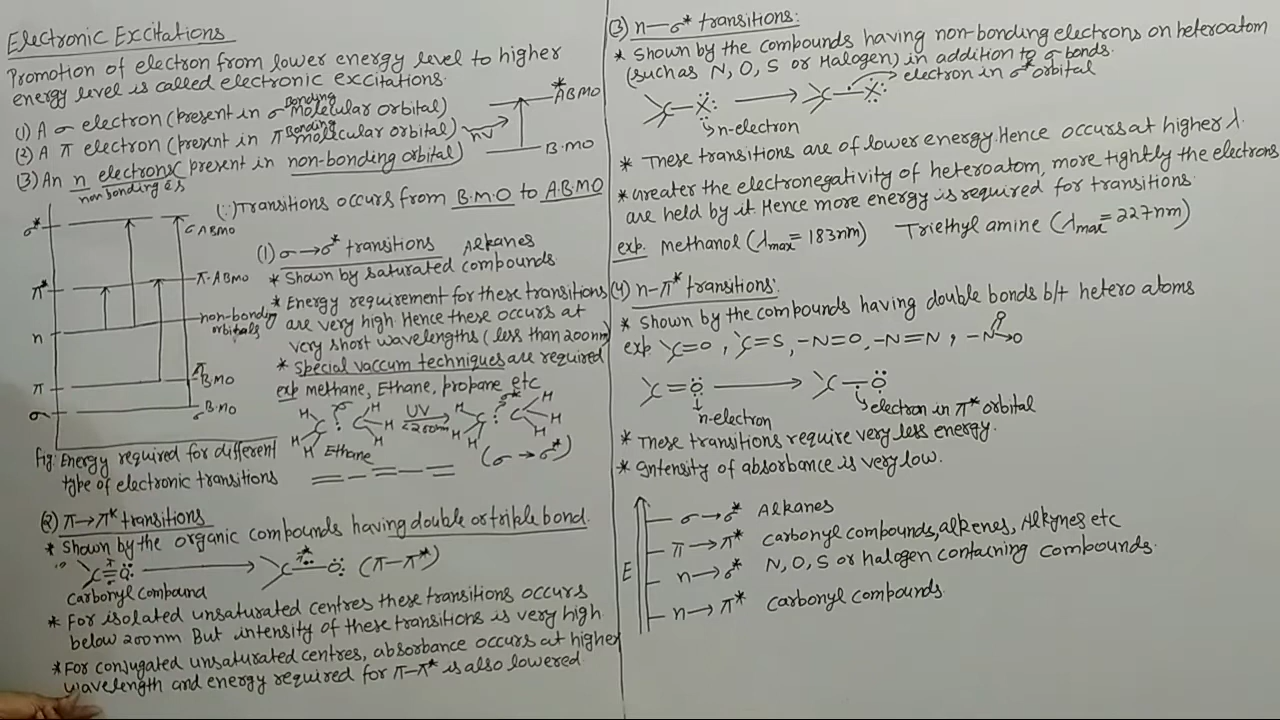 Electronic Excitations
Promotion of electron from lower energy level to higher
energy level is called electronic excitations.
(1) A σ electron (present in σ Bonding molecular orbital)
(2) A π electron (present in π Bonding molecular orbital)
(3) An n electrons (present in non-bonding orbital)
non bonding e̅s
hν
*
ABMO
B.MO
(∵) Transitions occurs from B.M.O to A.B.M.O
σ*
π*
n
π
σ
σ ABMO
π-ABMO
non-bonding
orbitals
π
B.MO
σ B.MO
Fig: Energy required for different
type of electronic transitions
(1) σ→σ* transitions Alkanes
* Shown by saturated compounds
* Energy requirement for these transitions
are very high Hence these occurs at
very short wavelengths (less than 200nm)
* Special vaccum techniques are required
exp methane, Ethane, propane etc
H H H C σ C H H H UV <200nm H H H C σ* C H H H
Ethane
(σ→σ*)
(2) π→π* transitions
* Shown by the organic compounds having double or triple bond.
C=O (π-π*)
carbonyl compound
* For isolated unsaturated centres these transitions occurs
below 200nm But intensity of these transitions is very high.
* For conjugated unsaturated centres, absorbance occurs at higher
wavelength and energy required for π-π* is also lowered.
(3) n—σ* transitions:
* Shown by the compounds having non-bonding electrons on heteroatom
(such as N, O, S or Halogen) in addition to σ bonds.
electron in σ* orbital
C—X: C—X:
n-electron
* These transitions are of lower energy. Hence occurs at higher λ.
* Greater the electronegativity of heteroatom, more tightly the electrons
are held by it. Hence more energy is required for transitions.
exp. Methanol (λmax = 183nm) Triethyl amine (λmax = 227nm)
(4) n-π* transitions:
* Shown by the compounds having double bonds b/t hetero atoms
exp C=O, C=S, -N=O, -N=N, -N O O
C=O C—O
n-electron
electron in π* orbital
* These transitions require very less energy.
* Intensity of absorbance is very low.
E
σ→σ* Alkanes
π→π* carbonyl compounds, alkenes, Alkynes etc
n→σ* N, O, S or halogen containing compounds.
n→π* carbonyl compounds.